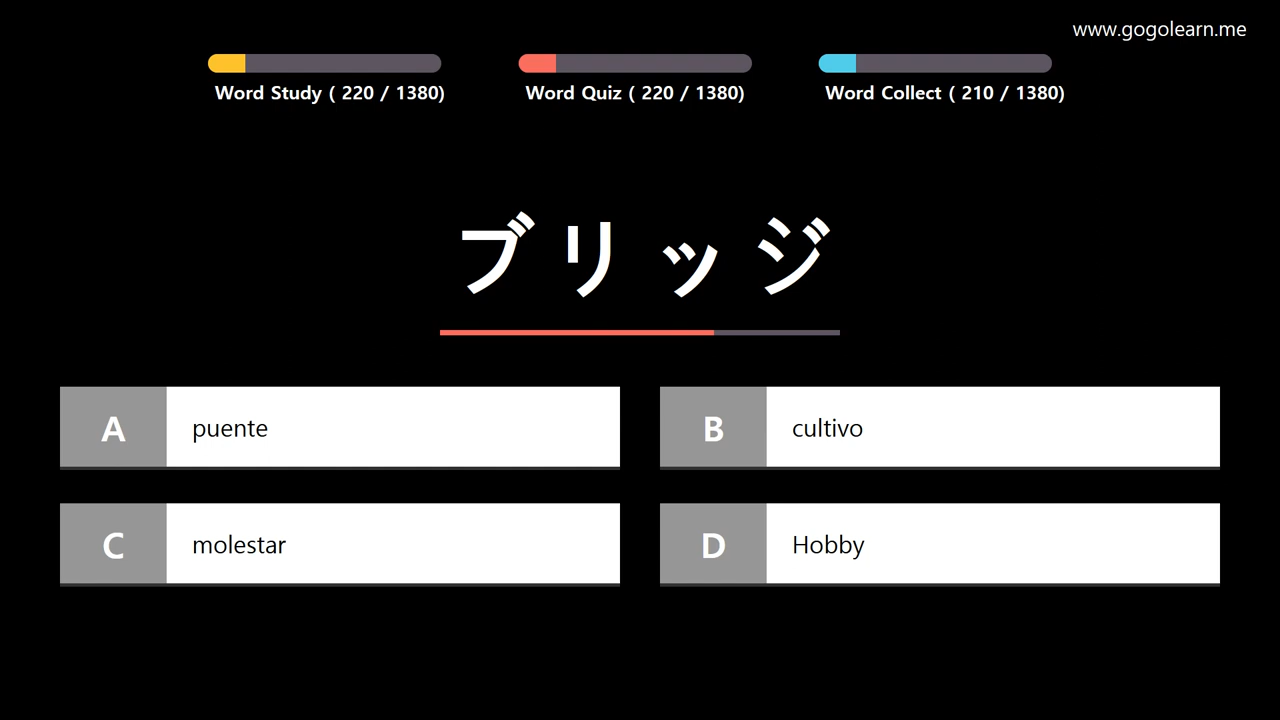 www.gogolearn.me
Word Study ( 220 / 1380)
Word Quiz ( 220 / 1380)
Word Collect ( 210 / 1380)
ブリッジ
A puente
B cultivo
C molestar
D Hobby